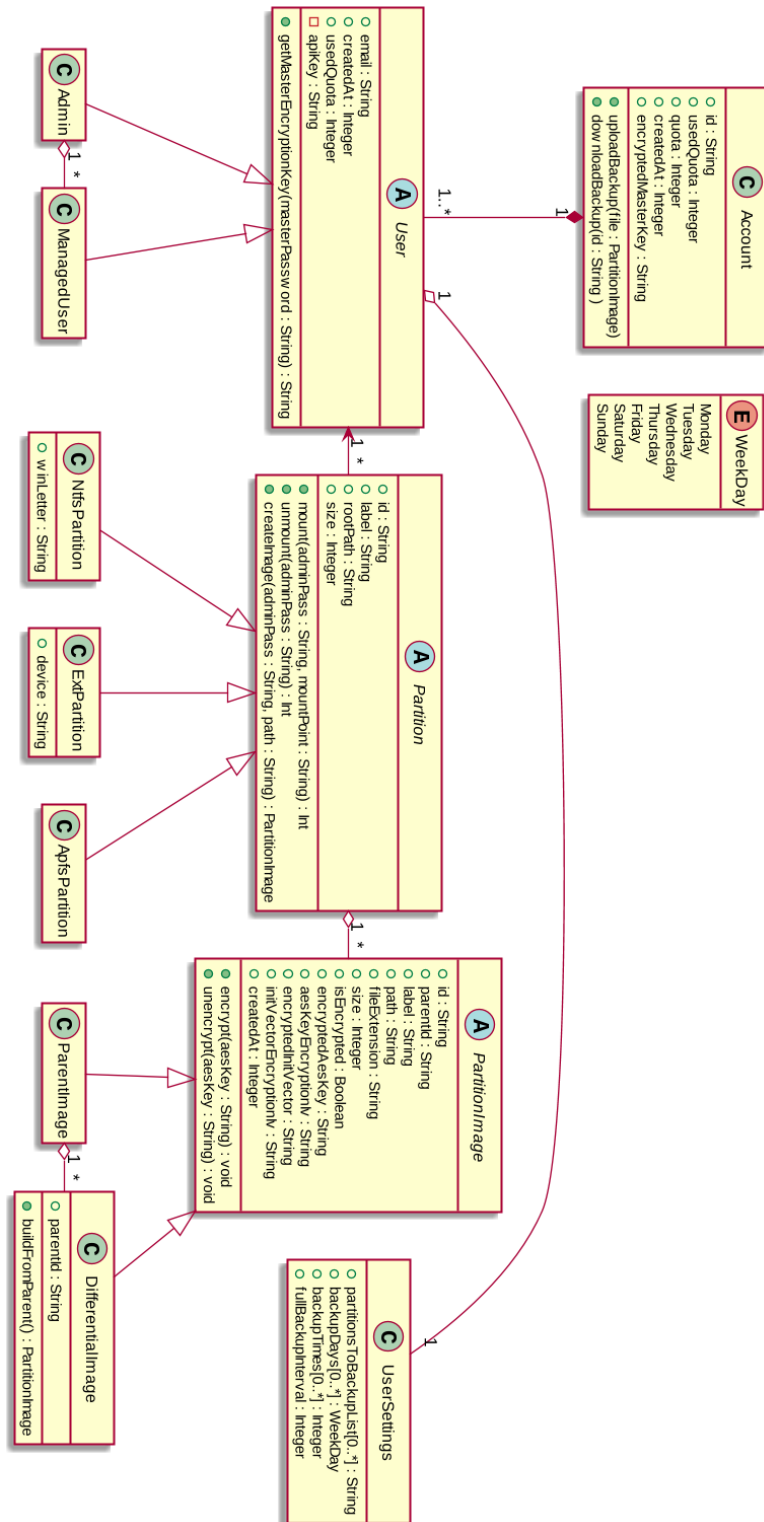 C Account
id : String
usedQuota : Integer
quota : Integer
createdAt : Integer
encryptedMasterKey : String
uploadBackup(file : PartitionImage)
downloadBackup(id : String )
E WeekDay
Monday
Tuesday
Wednesday
Thursday
Friday
Saturday
Sunday
1
1..*
A User
email : String
createdAt : Integer
usedQuota : Integer
apiKey : String
getMasterEncryptionKey(masterPassword : String) : String
1
1
1 *
A Partition
id : String
label : String
rootPath : String
size : Integer
mount(adminPass : String, mountPoint : String) : Int
unmount(adminPass : String) : Int
createImage(adminPass : String, path : String) : PartitionImage
1 *
A PartitionImage
id : String
parentId : String
label : String
path : String
fileExtension : String
size : Integer
isEncrypted : Boolean
encryptedAesKey : String
aesKeyEncryptionIv : String
encryptedInitVector : String
initVectorEncryptionIv : String
createdAt : Integer
encrypt(aesKey : String) : void
unencrypt(aesKey : String) : void
C UserSettings
partitionsToBackupList[0..*] : String
backupDays[0..*] : WeekDay
backupTimes[0..*] : Integer
fullBackupInterval : Integer
C Admin
1 *
C ManagedUser
C NtfsPartition
winLetter : String
C ExtPartition
device : String
C ApfsPartition
C ParentImage
1 *
C DifferentialImage
parentId : String
buildFromParent() : PartitionImage